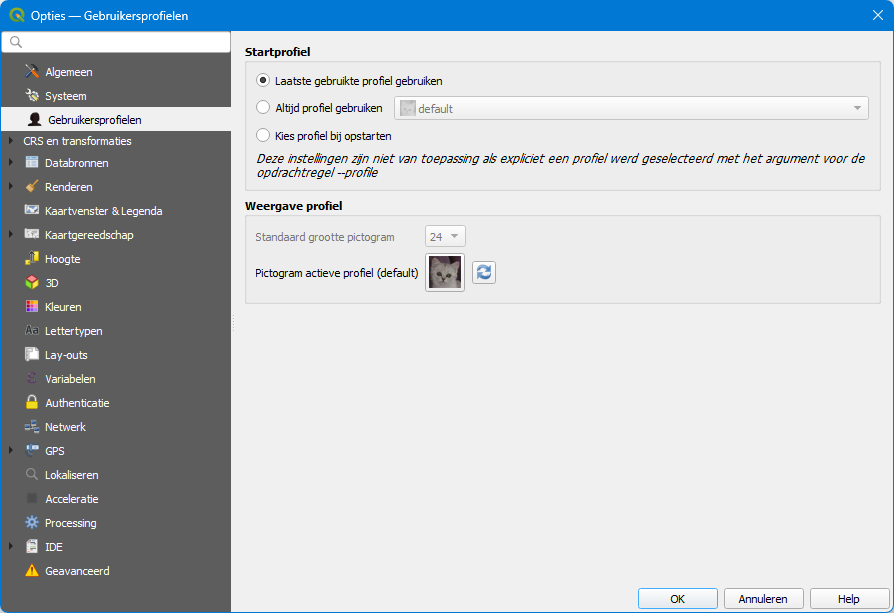 Opties — Gebruikersprofielen
Algemeen
Systeem
Gebruikersprofielen
CRS en transformaties
Databronnen
Renderen
Kaartvenster & Legenda
Kaartgereedschap
Hoogte
3D
Kleuren
Lettertypen
Lay-outs
Variabelen
Authenticatie
Netwerk
GPS
Lokaliseren
Acceleratie
Processing
IDE
Geavanceerd
Startprofiel
Laatste gebruikte profiel gebruiken
Altijd profiel gebruiken
default
Kies profiel bij opstarten
Deze instellingen zijn niet van toepassing als expliciet een profiel werd geselecteerd met het argument voor de
opdrachtregel --profile
Weergave profiel
Standaard grootte pictogram
24
Pictogram actieve profiel (default)
OK
Annuleren
Help